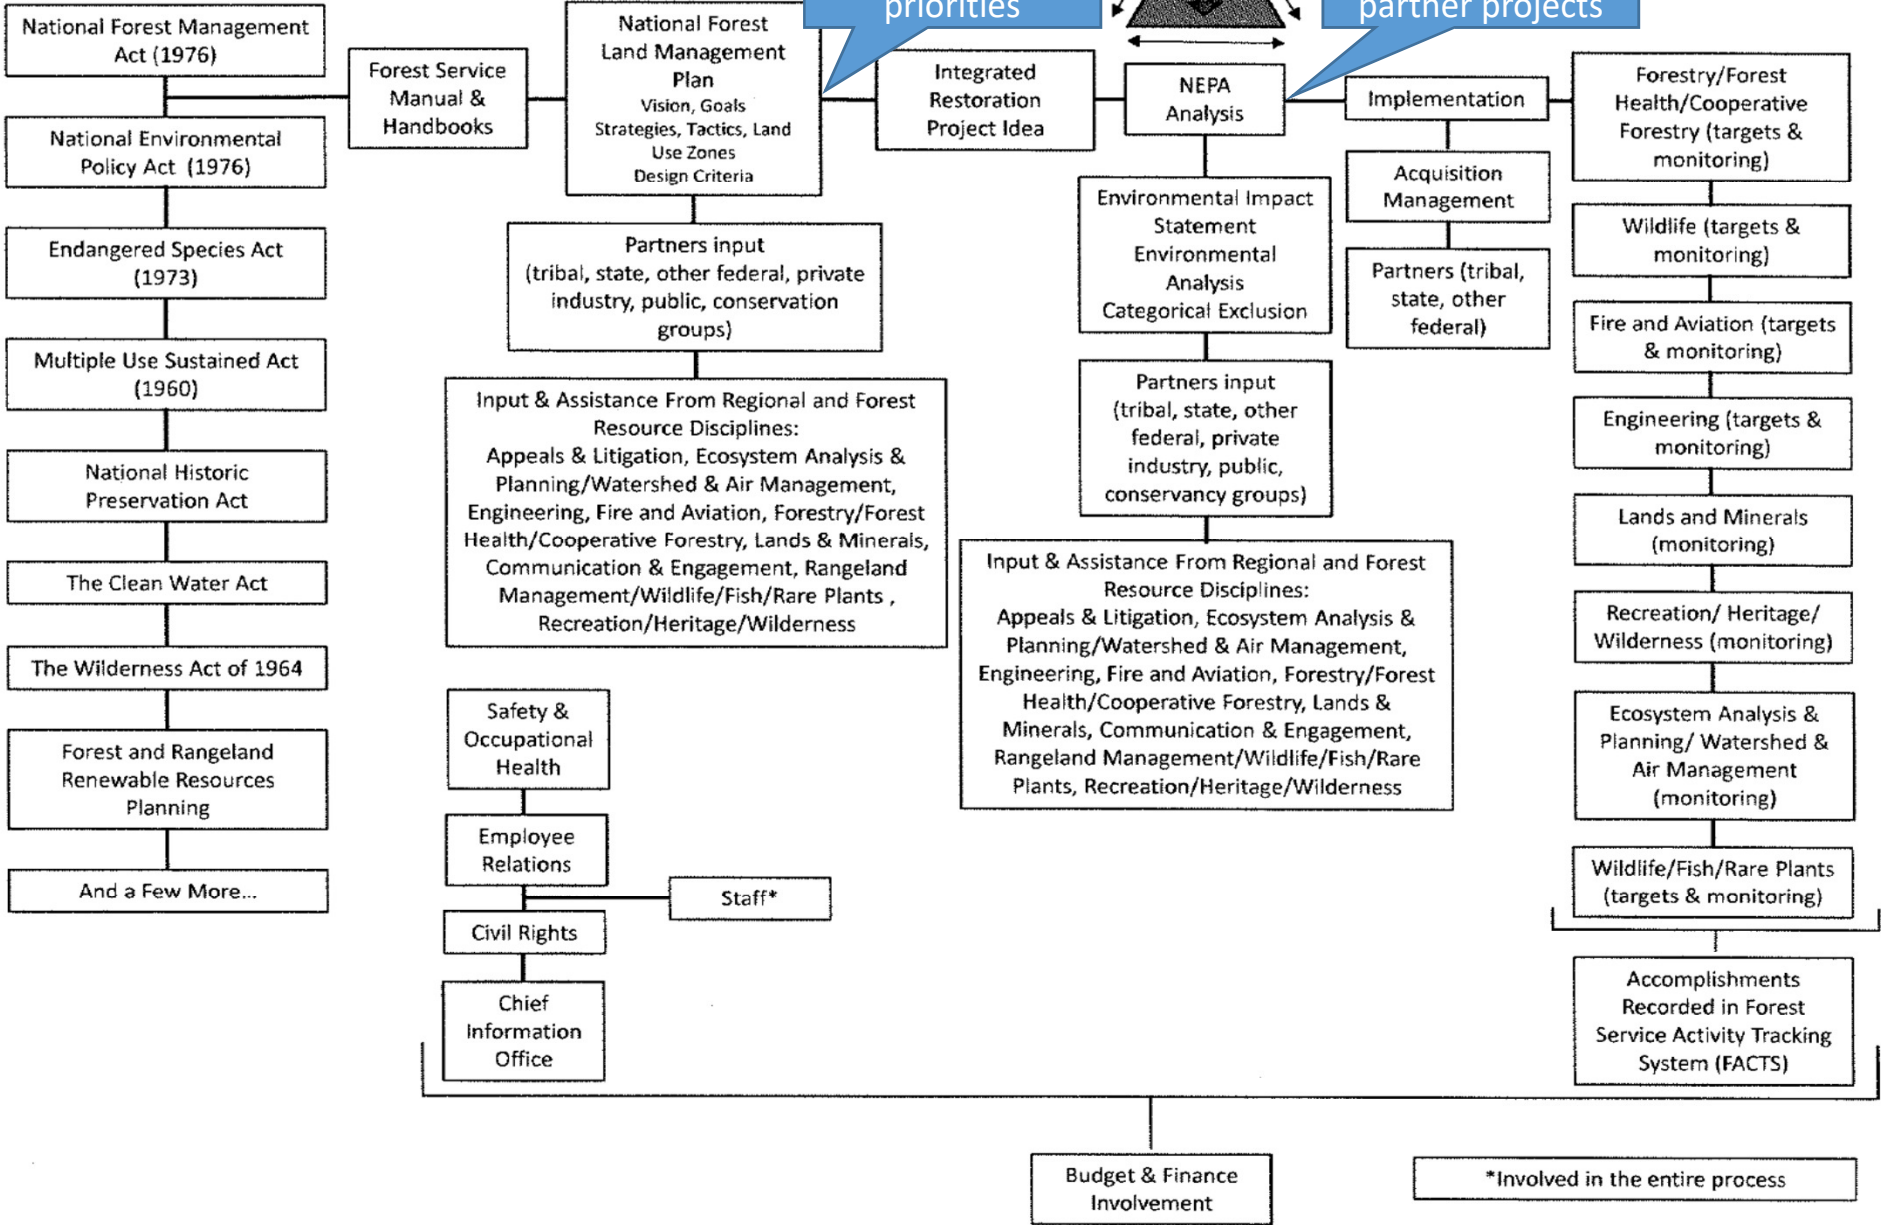 priorities
partner projects
National Forest Management
Act (1976)
National Environmental
Policy Act (1976)
Endangered Species Act
(1973)
Multiple Use Sustained Act
(1960)
National Historic
Preservation Act
The Clean Water Act
The Wilderness Act of 1964
Forest and Rangeland
Renewable Resources
Planning
And a Few More...
Forest Service
Manual &
Handbooks
National Forest
Land Management
Plan
Vision, Goals
Strategies, Tactics, Land
Use Zones
Design Criteria
Partners input
(tribal, state, other federal, private
industry, public, conservation
groups)
Input & Assistance From Regional and Forest
Resource Disciplines:
Appeals & Litigation, Ecosystem Analysis &
Planning/Watershed & Air Management,
Engineering, Fire and Aviation, Forestry/Forest
Health/Cooperative Forestry, Lands & Minerals,
Communication & Engagement, Rangeland
Management/Wildlife/Fish/Rare Plants ,
Recreation/Heritage/Wilderness
Safety &
Occupational
Health
Employee
Relations
Staff*
Civil Rights
Chief
Information
Office
Integrated
Restoration
Project Idea
NEPA
Analysis
Environmental Impact
Statement
Environmental
Analysis
Categorical Exclusion
Partners input
(tribal, state, other
federal, private
industry, public,
conservancy groups)
Input & Assistance From Regional and Forest
Resource Disciplines:
Appeals & Litigation, Ecosystem Analysis &
Planning/Watershed & Air Management,
Engineering, Fire and Aviation, Forestry/Forest
Health/Cooperative Forestry, Lands &
Minerals, Communication & Engagement,
Rangeland Management/Wildlife/Fish/Rare
Plants, Recreation/Heritage/Wilderness
Implementation
Acquisition
Management
Partners (tribal,
state, other
federal)
Forestry/Forest
Health/Cooperative
Forestry (targets &
monitoring)
Wildlife (targets &
monitoring)
Fire and Aviation (targets
& monitoring)
Engineering (targets &
monitoring)
Lands and Minerals
(monitoring)
Recreation/ Heritage/
Wilderness (monitoring)
Ecosystem Analysis &
Planning/ Watershed &
Air Management
(monitoring)
Wildlife/Fish/Rare Plants
(targets & monitoring)
Accomplishments
Recorded in Forest
Service Activity Tracking
System (FACTS)
Budget & Finance
Involvement
*Involved in the entire process